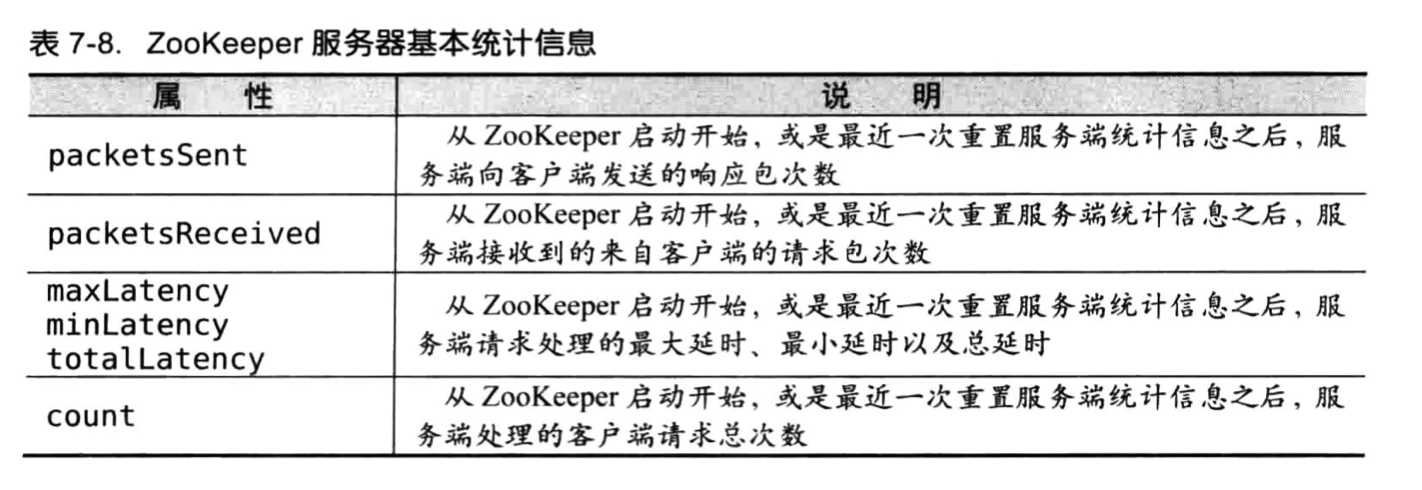 表 7-8. ZooKeeper 服务器基本统计信息
属 性 说 明
packetsSent
从 ZooKeeper 启动开始，或是最近一次重置服务端统计信息之后，服
务端向客户端发送的响应包次数
packetsReceived
从 ZooKeeper 启动开始，或是最近一次重置服务端统计信息之后，服
务端接收到的来自客户端的请求包次数
maxLatency
minLatency
totalLatency
从 ZooKeeper 启动开始，或是最近一次重置服务端统计信息之后，服
务端请求处理的最大延时、最小延时以及总延时
count
从 ZooKeeper 启动开始，或是最近一次重置服务端统计信息之后，服
务端处理的客户端请求总次数